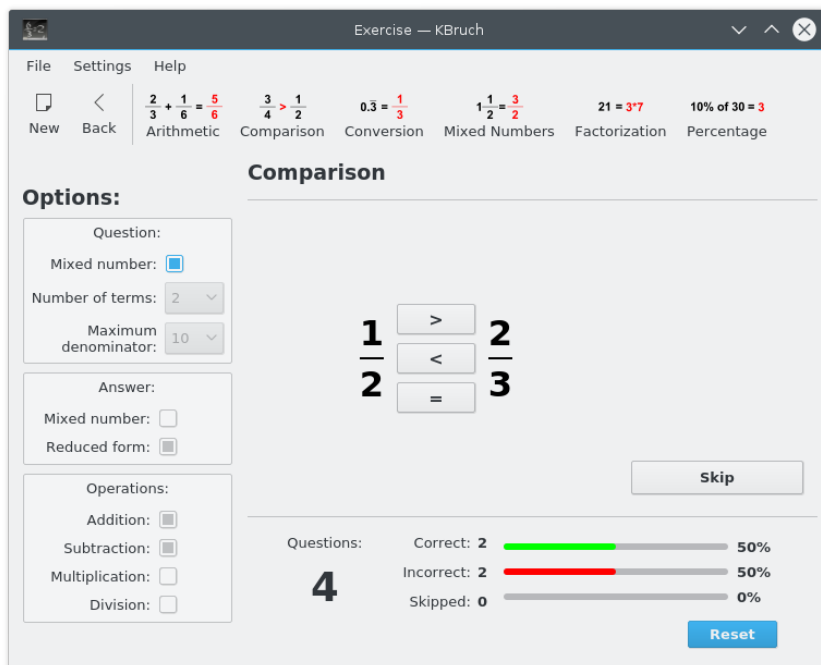 Exercise — KBruch
File Settings Help
New Back
2/3 + 1/6 = 5/6 3/4 > 1/2 0.3̅ = 1/3 1 1/2 = 3/2 21 = 3*7 10% of 30 = 3
Arithmetic Comparison Conversion Mixed Numbers Factorization Percentage
Options:
Question:
Mixed number:
Number of terms: 2
Maximum
denominator: 10
Answer:
Mixed number:
Reduced form:
Operations:
Addition:
Subtraction:
Multiplication:
Division:
Comparison
1/2
>
<
=
2/3
Skip
Questions:
4
Correct: 2 50%
Incorrect: 2 50%
Skipped: 0 0%
Reset